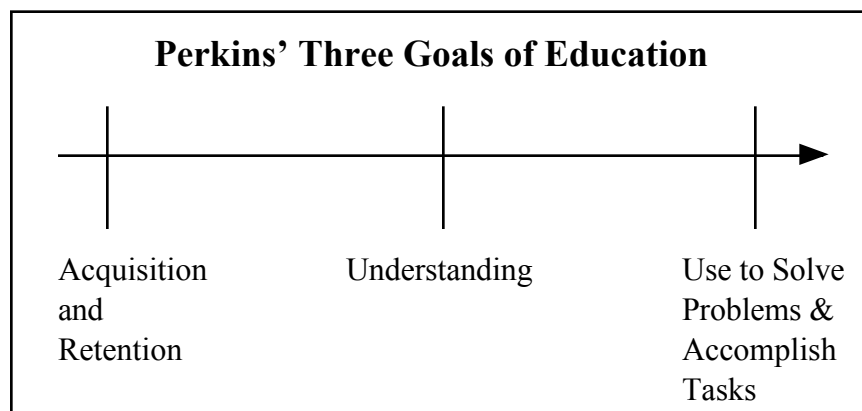 Perkins’ Three Goals of Education
Acquisition
and
Retention
Understanding
Use to Solve
Problems &
Accomplish
Tasks